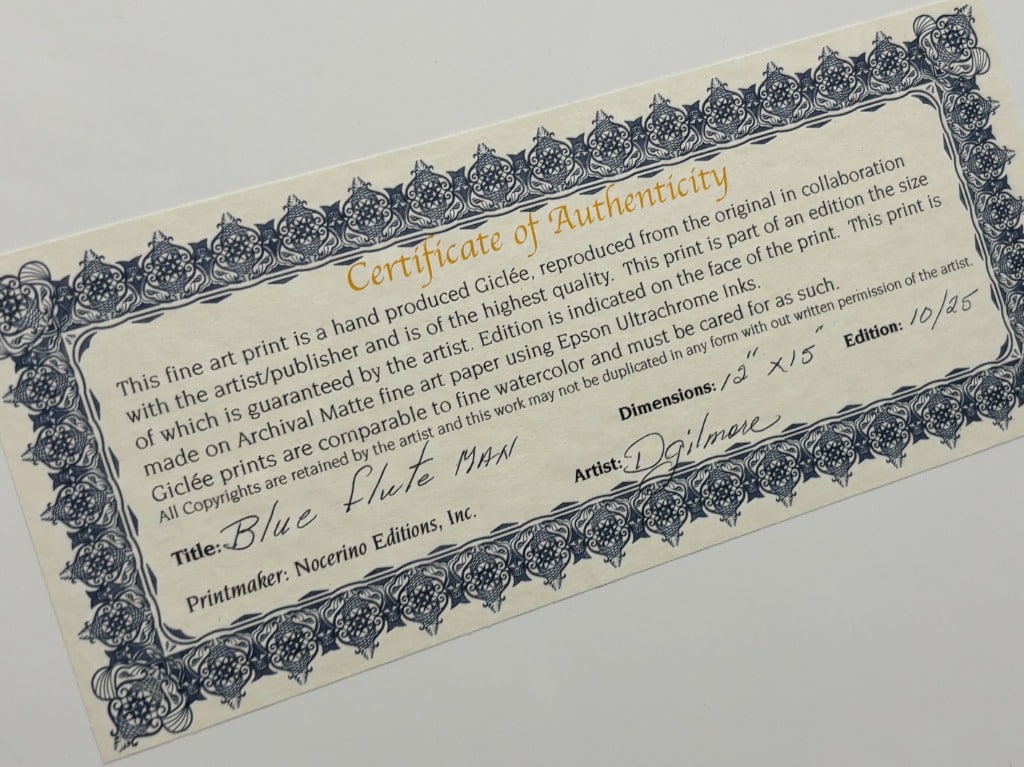 Certificate of Authenticity
This fine art print is a hand produced Giclée, reproduced from the original in collaboration
with the artist/publisher and is of the highest quality. This print is part of an edition the size
of which is guaranteed by the artist. Edition is indicated on the face of the print. This print is
made on Archival Matte fine art paper using Epson Ultrachrome Inks.
Giclée prints are comparable to fine watercolor and must be cared for as such.
All Copyrights are retained by the artist and this work may not be duplicated in any form with out written permission of the artist.
Dimensions: 12" x 15" Edition: 10/25
Title: Blue flute MAN Artist: Dgilmore
Printmaker: Nocerino Editions, Inc.